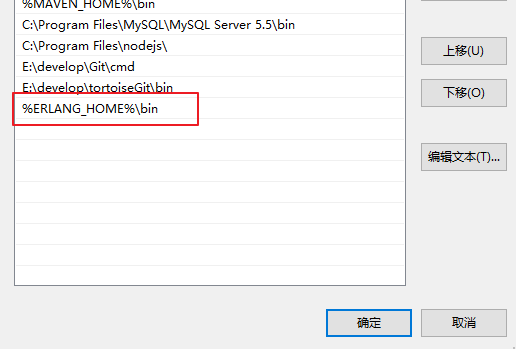 %MAVEN_HOME%\bin
C:\Program Files\MySQL\MySQL Server 5.5\bin
C:\Program Files\nodejs\
E:\develop\Git\cmd
E:\develop\tortoiseGit\bin
%ERLANG_HOME%\bin
上移(U)
下移(O)
编辑文本(T)...
确定
取消